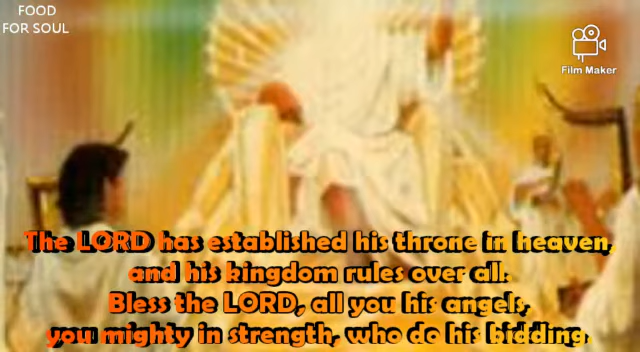 FOOD
FOR SOUL
Film Maker
The LORD has established his throne in heaven,
and his kingdom rules over all.
Bless the LORD, all you his angels,
you mighty in strength, who do his bidding.